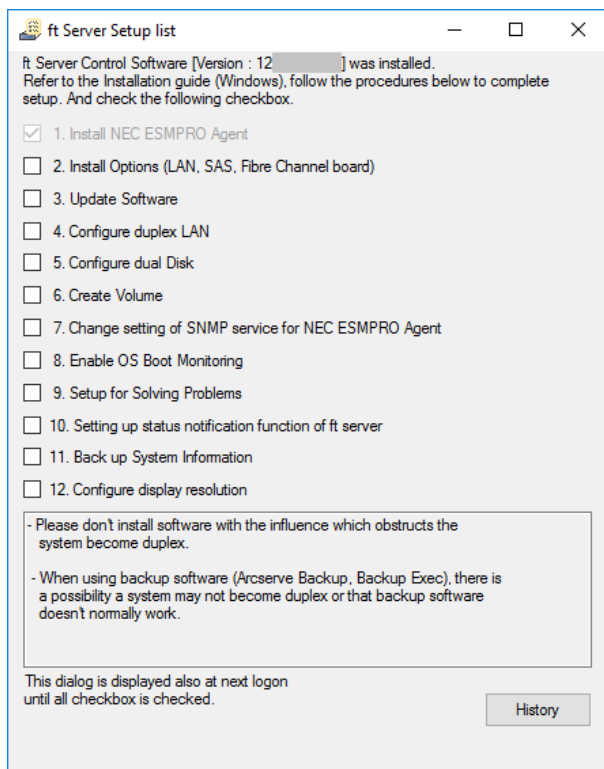 ft Server Setup list
ft Server Control Software [Version : 12 ] was installed.
Refer to the Installation guide (Windows), follow the procedures below to complete
setup. And check the following checkbox.
1. Install NEC ESMPRO Agent
2. Install Options (LAN, SAS, Fibre Channel board)
3. Update Software
4. Configure duplex LAN
5. Configure dual Disk
6. Create Volume
7. Change setting of SNMP service for NEC ESMPRO Agent
8. Enable OS Boot Monitoring
9. Setup for Solving Problems
10. Setting up status notification function of ft server
11. Back up System Information
12. Configure display resolution
- Please don't install software with the influence which obstructs the
system become duplex.
- When using backup software (Arcserve Backup, Backup Exec), there is
a possibility a system may not become duplex or that backup software
doesn't normally work.
This dialog is displayed also at next logon
until all checkbox is checked.
History